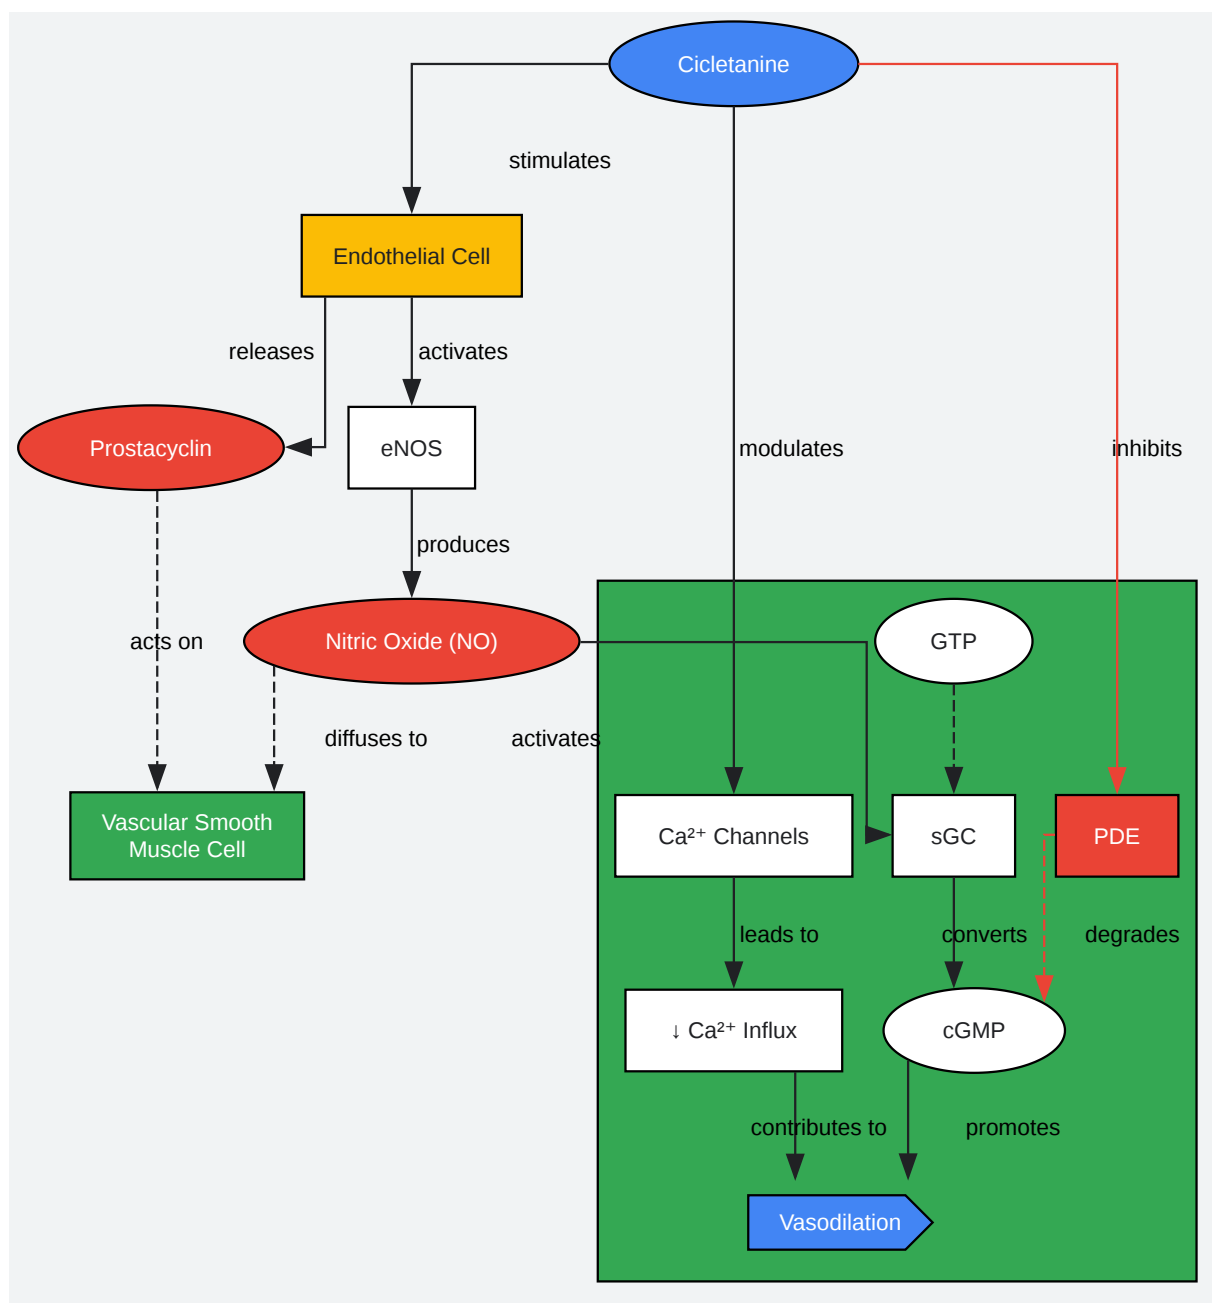 Cicletanine
stimulates
Endothelial Cell
releases
activates
Prostacyclin
eNOS
modulates
inhibits
produces
acts on
Nitric Oxide (NO)
GTP
diffuses to
activates
Vascular Smooth
Muscle Cell
Ca²⁺ Channels
sGC
PDE
leads to
converts
degrades
↓ Ca²⁺ Influx
cGMP
contributes to
promotes
Vasodilation